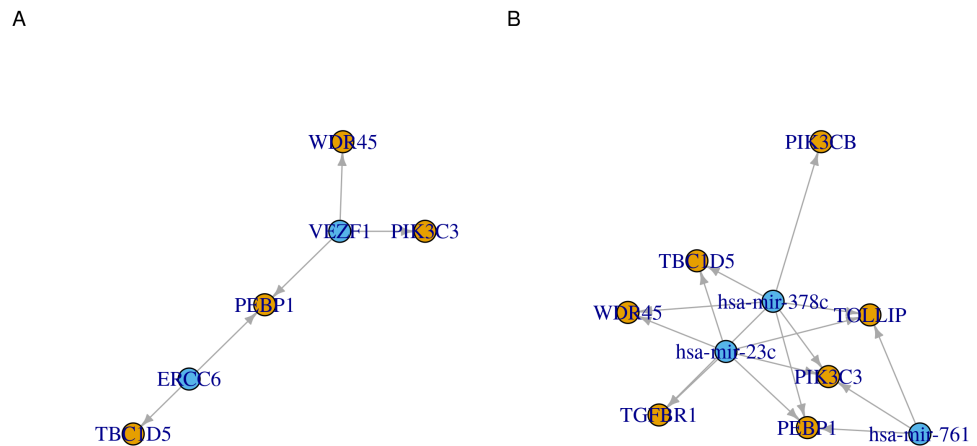 A
B
WDR45
PIK3CB
VEZF1
PIK3C3
TBC1D5
PEBP1
hsa-mir-378c
WDR45
TOLLIP
hsa-mir-23c
ERCC6
PIK3C3
TGFBR1
TBC1D5
PEBP1
hsa-mir-761